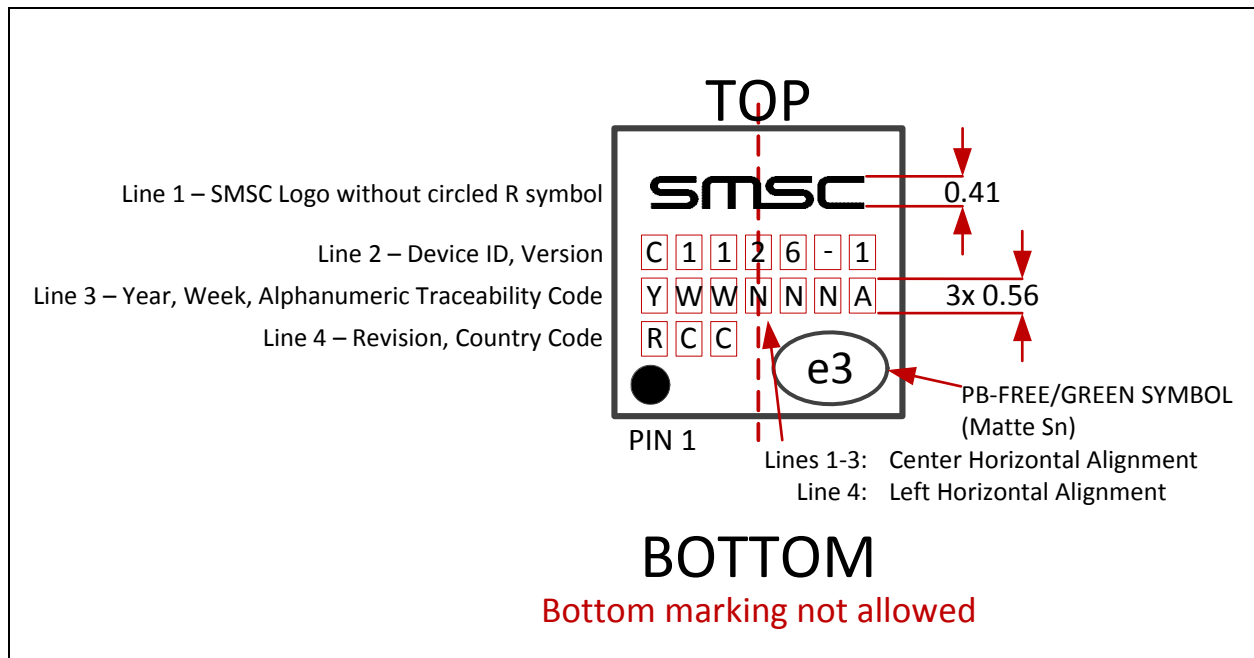 TOP
Line 1 – SMSC Logo without circled R symbol
SMSC
0.41
Line 2 – Device ID, Version
C 1 1 2 6 - 1
Line 3 – Year, Week, Alphanumeric Traceability Code
Y W W N N N A
3x 0.56
Line 4 – Revision, Country Code
R C C
e3
PB-FREE/GREEN SYMBOL
(Matte Sn)
PIN 1
Lines 1-3: Center Horizontal Alignment
Line 4: Left Horizontal Alignment
BOTTOM
Bottom marking not allowed